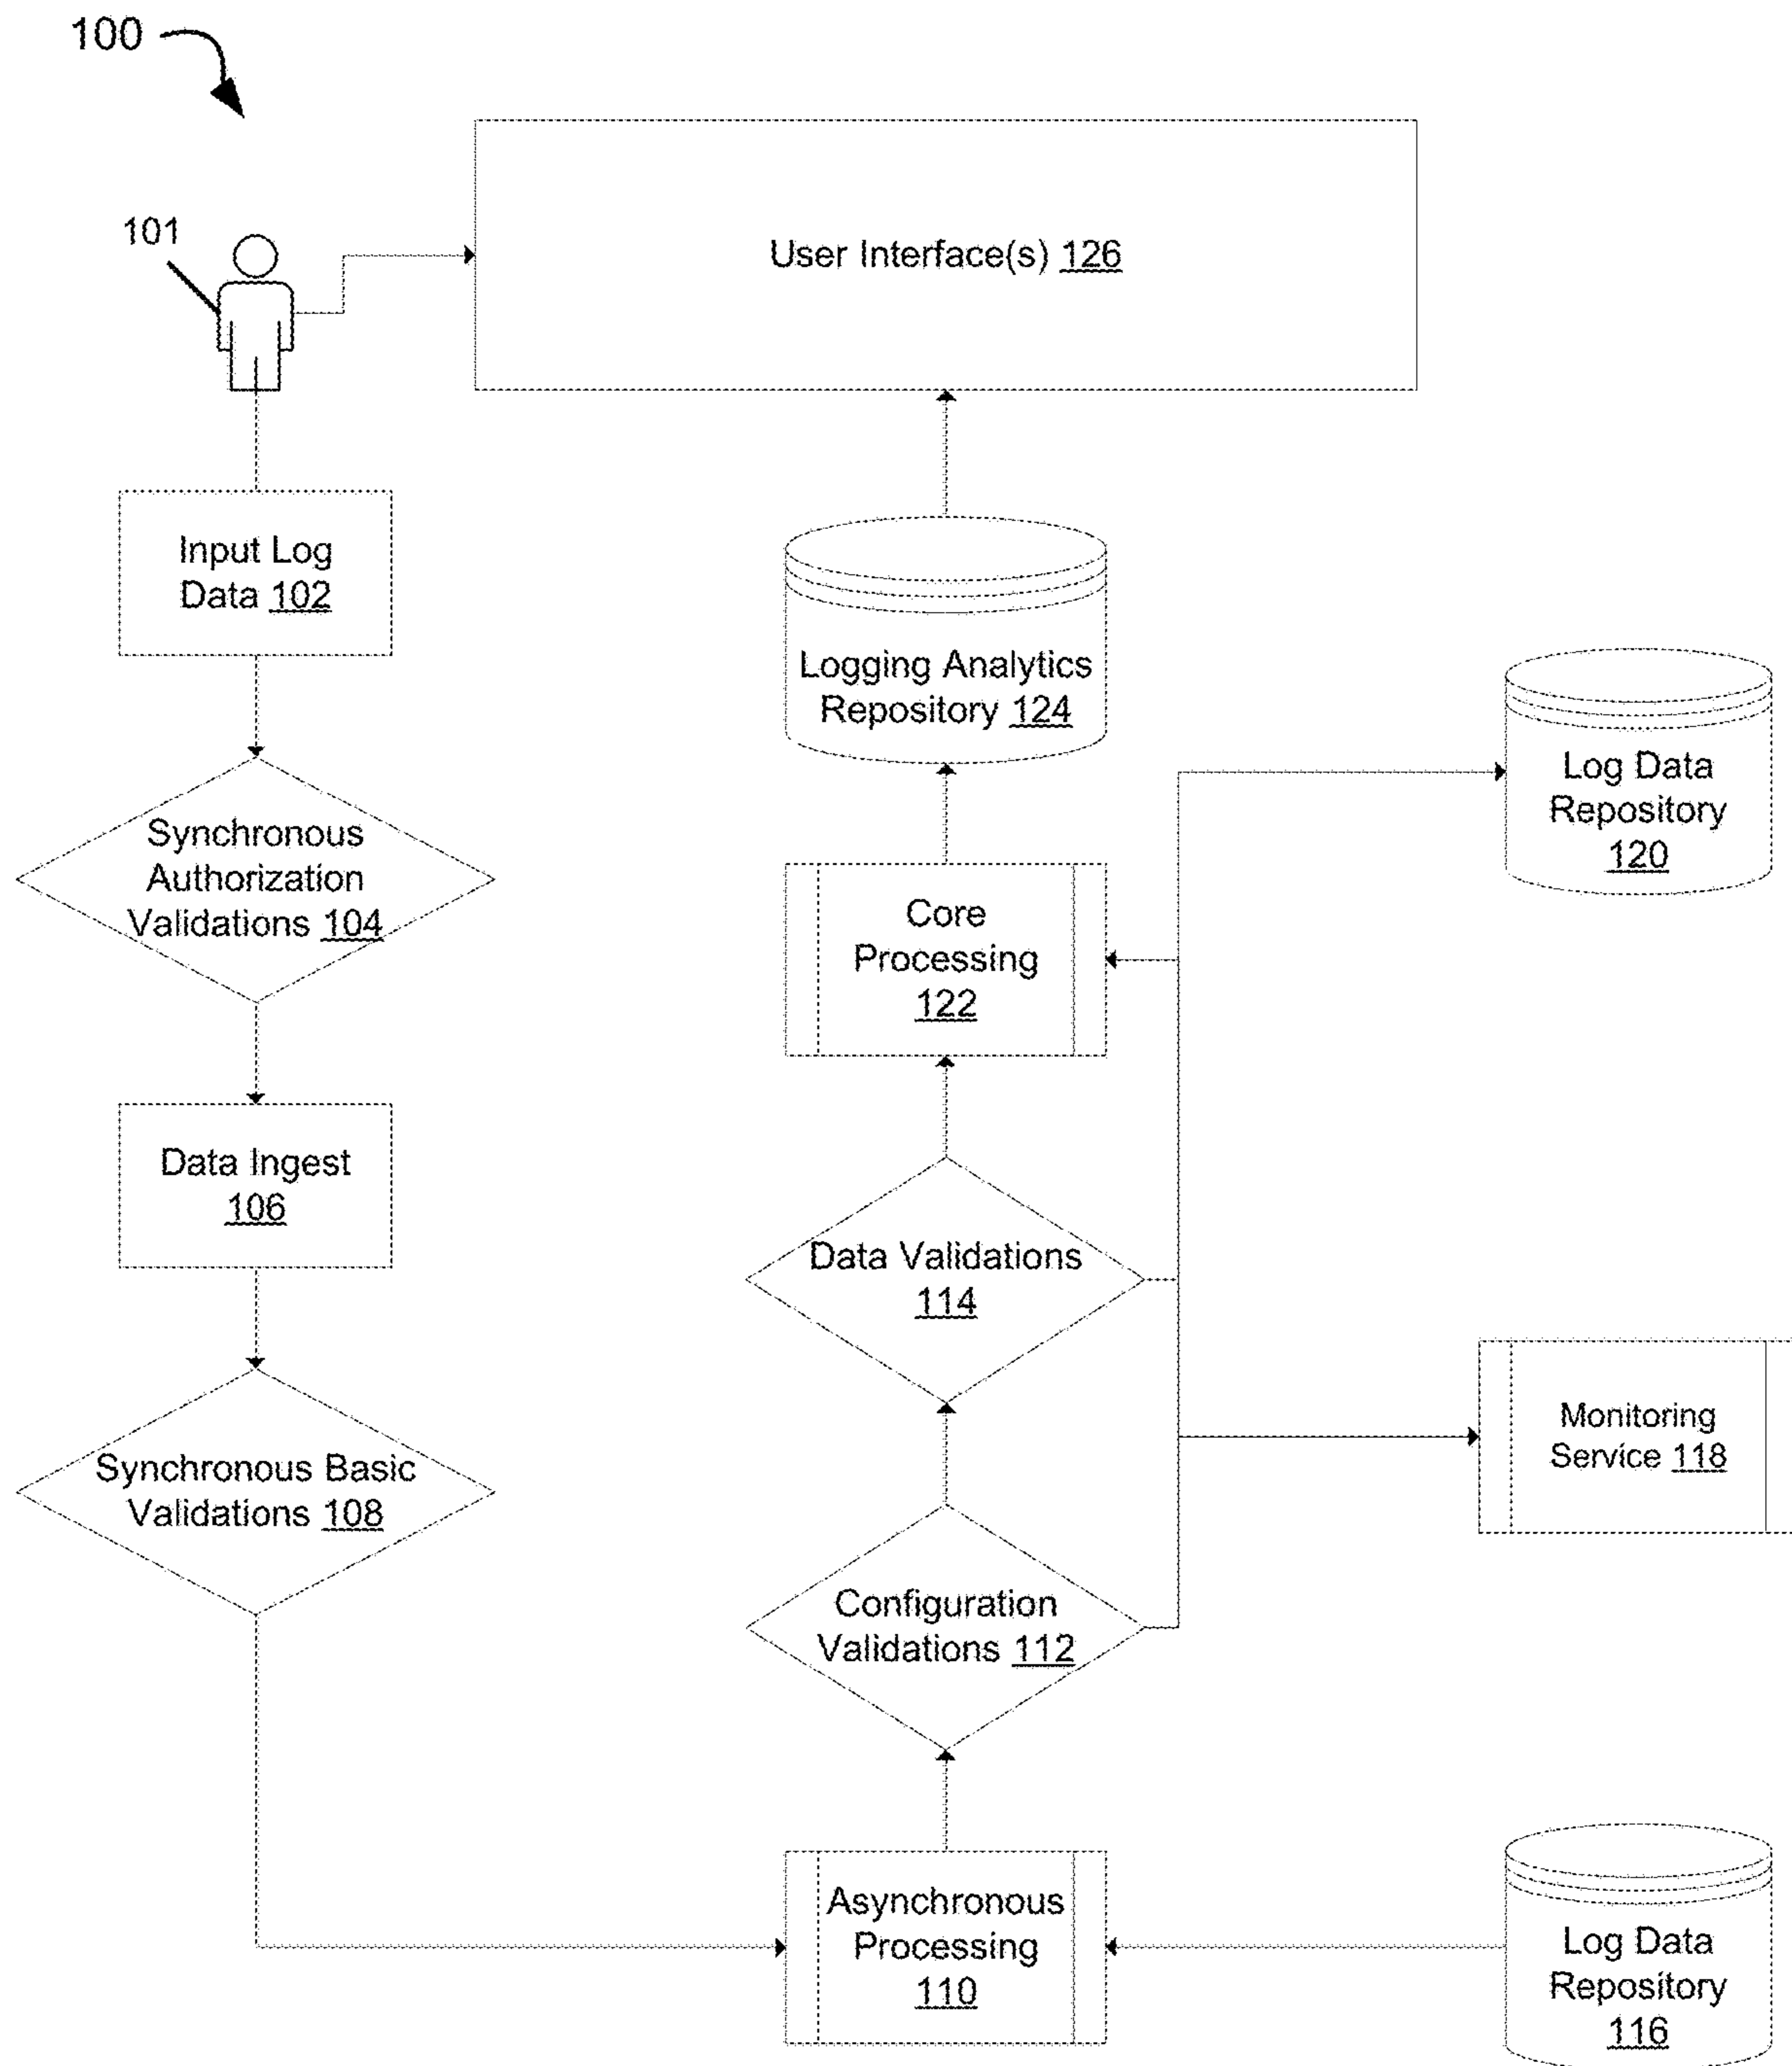 100
101
User Interface(s) 126
Input Log
Data 102
Synchronous
Authorization
Validations 104
Data Ingest
106
Synchronous Basic
Validations 108
Logging Analytics
Repository 124
Core
Processing
122
Data Validations
114
Configuration
Validations 112
Asynchronous
Processing
110
Log Data
Repository
120
Monitoring
Service 118
Log Data
Repository
116